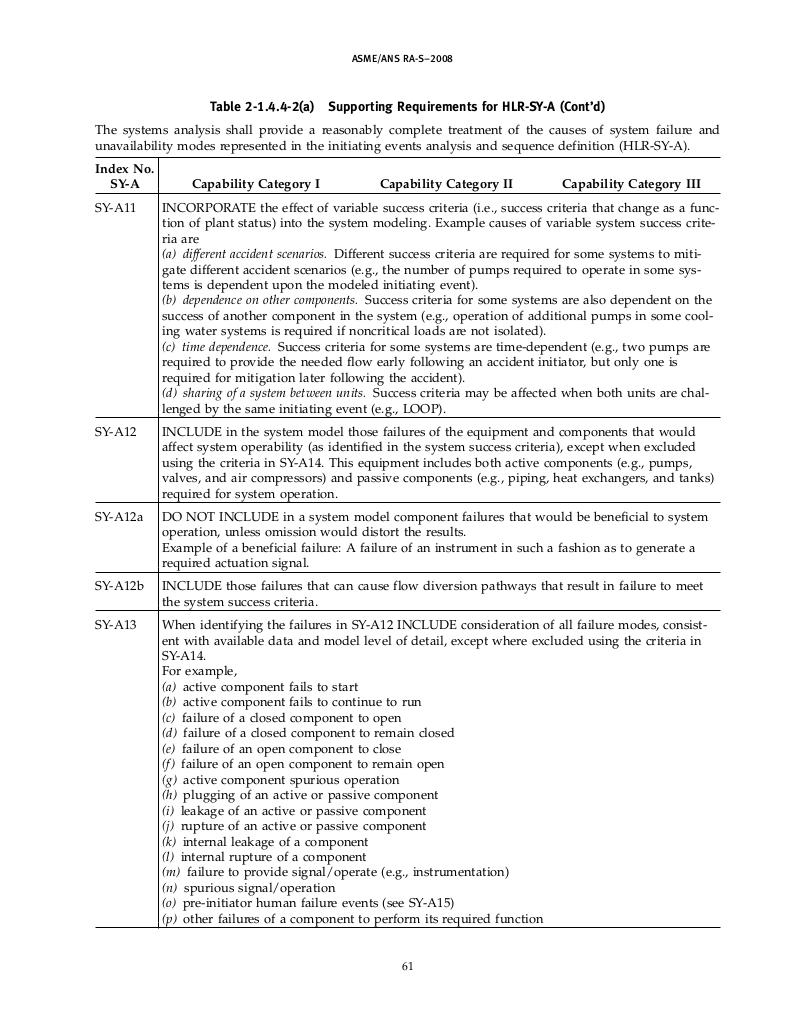 ASME/ANS RA-S–2008
Table 2-1.4.4-2(a) Supporting Requirements for HLR-SY-A (Cont’d)
The systems analysis shall provide a reasonably complete treatment of the causes of system failure and
unavailability modes represented in the initiating events analysis and sequence definition (HLR-SY-A).
Index No.
SY-A Capability Category I Capability Category II Capability Category III
SY-A11 INCORPORATE the effect of variable success criteria (i.e., success criteria that change as a func-
tion of plant status) into the system modeling. Example causes of variable system success crite-
ria are
(a) different accident scenarios. Different success criteria are required for some systems to miti-
gate different accident scenarios (e.g., the number of pumps required to operate in some sys-
tems is dependent upon the modeled initiating event).
(b) dependence on other components. Success criteria for some systems are also dependent on the
success of another component in the system (e.g., operation of additional pumps in some cool-
ing water systems is required if noncritical loads are not isolated).
(c) time dependence. Success criteria for some systems are time-dependent (e.g., two pumps are
required to provide the needed flow early following an accident initiator, but only one is
required for mitigation later following the accident).
(d) sharing of a system between units. Success criteria may be affected when both units are chal-
lenged by the same initiating event (e.g., LOOP).
SY-A12 INCLUDE in the system model those failures of the equipment and components that would
affect system operability (as identified in the system success criteria), except when excluded
using the criteria in SY-A14. This equipment includes both active components (e.g., pumps,
valves, and air compressors) and passive components (e.g., piping, heat exchangers, and tanks)
required for system operation.
SY-A12a DO NOT INCLUDE in a system model component failures that would be beneficial to system
operation, unless omission would distort the results.
Example of a beneficial failure: A failure of an instrument in such a fashion as to generate a
required actuation signal.
SY-A12b INCLUDE those failures that can cause flow diversion pathways that result in failure to meet
the system success criteria.
SY-A13 When identifying the failures in SY-A12 INCLUDE consideration of all failure modes, consist-
ent with available data and model level of detail, except where excluded using the criteria in
SY-A14.
For example,
(a) active component fails to start
(b) active component fails to continue to run
(c) failure of a closed component to open
(d) failure of a closed component to remain closed
(e) failure of an open component to close
(f) failure of an open component to remain open
(g) active component spurious operation
(h) plugging of an active or passive component
(i) leakage of an active or passive component
(j) rupture of an active or passive component
(k) internal leakage of a component
(l) internal rupture of a component
(m) failure to provide signal/operate (e.g., instrumentation)
(n) spurious signal/operation
(o) pre-initiator human failure events (see SY-A15)
(p) other failures of a component to perform its required function
61